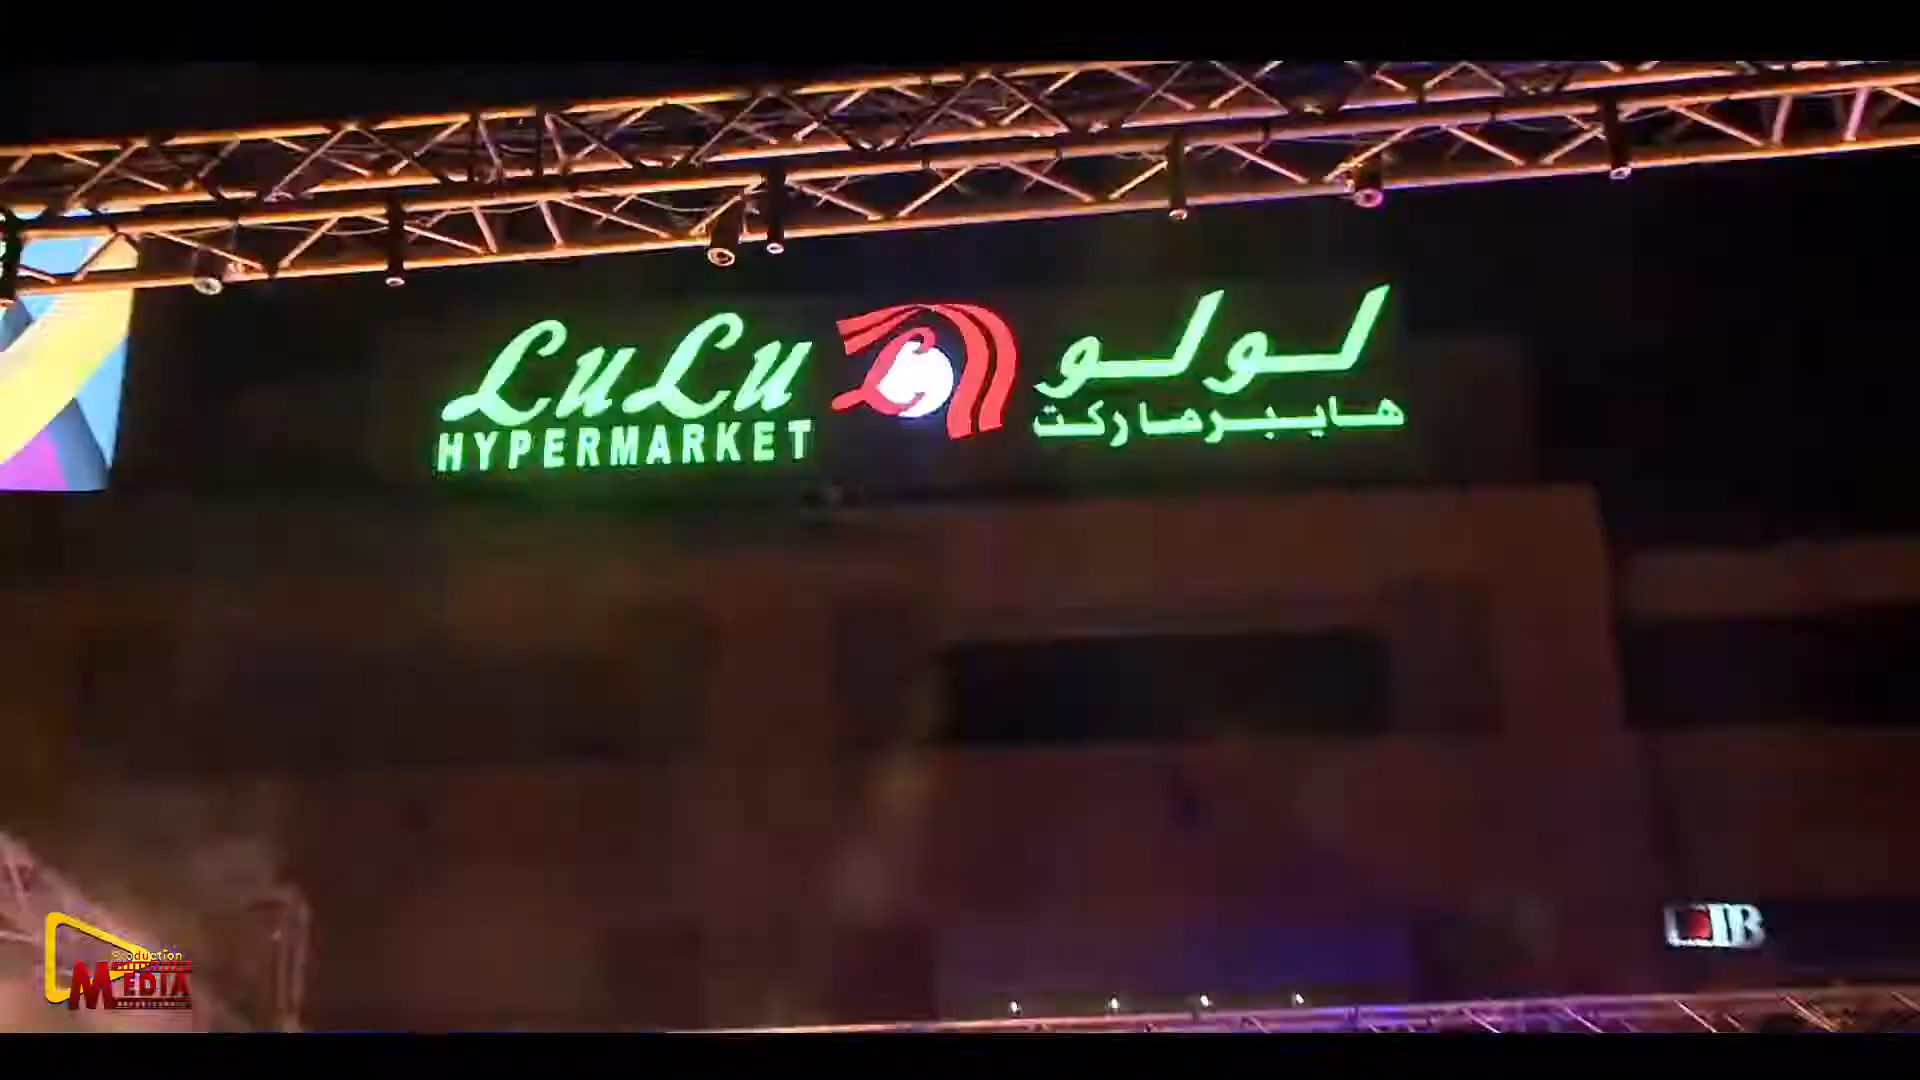 LuLu
HYPERMARKET
لولو
هايبرماركت
Production
MEDIA